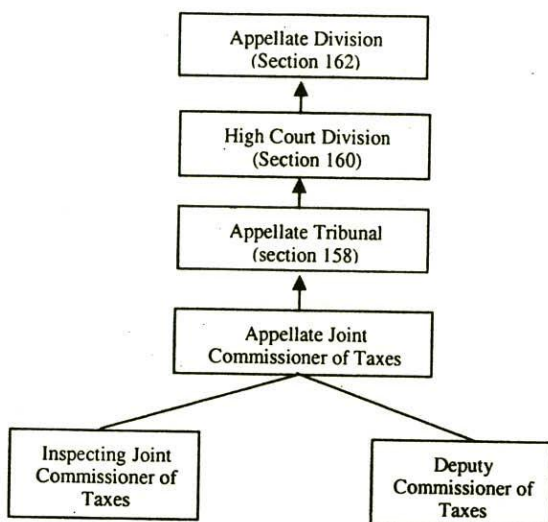 Appellate Division
(Section 162)
High Court Division
(Section 160)
Appellate Tribunal
(section 158)
Appellate Joint
Commissioner of Taxes
Inspecting Joint
Commissioner of
Taxes
Deputy
Commissioner of
Taxes